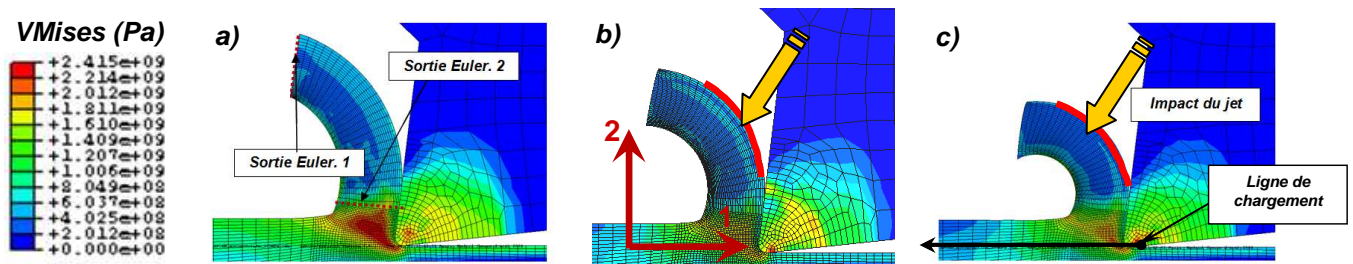 VMises (Pa)
+2.415e+09
+2.214e+09
+2.012e+09
+1.811e+09
+1.610e+09
+1.409e+09
+1.207e+09
+1.006e+09
+8.049e+08
+6.037e+08
+4.025e+08
+2.012e+08
+0.000e+00
a)
Sortie Euler. 2
Sortie Euler. 1
b)
2
1
c)
Impact du jet
Ligne de
chargement